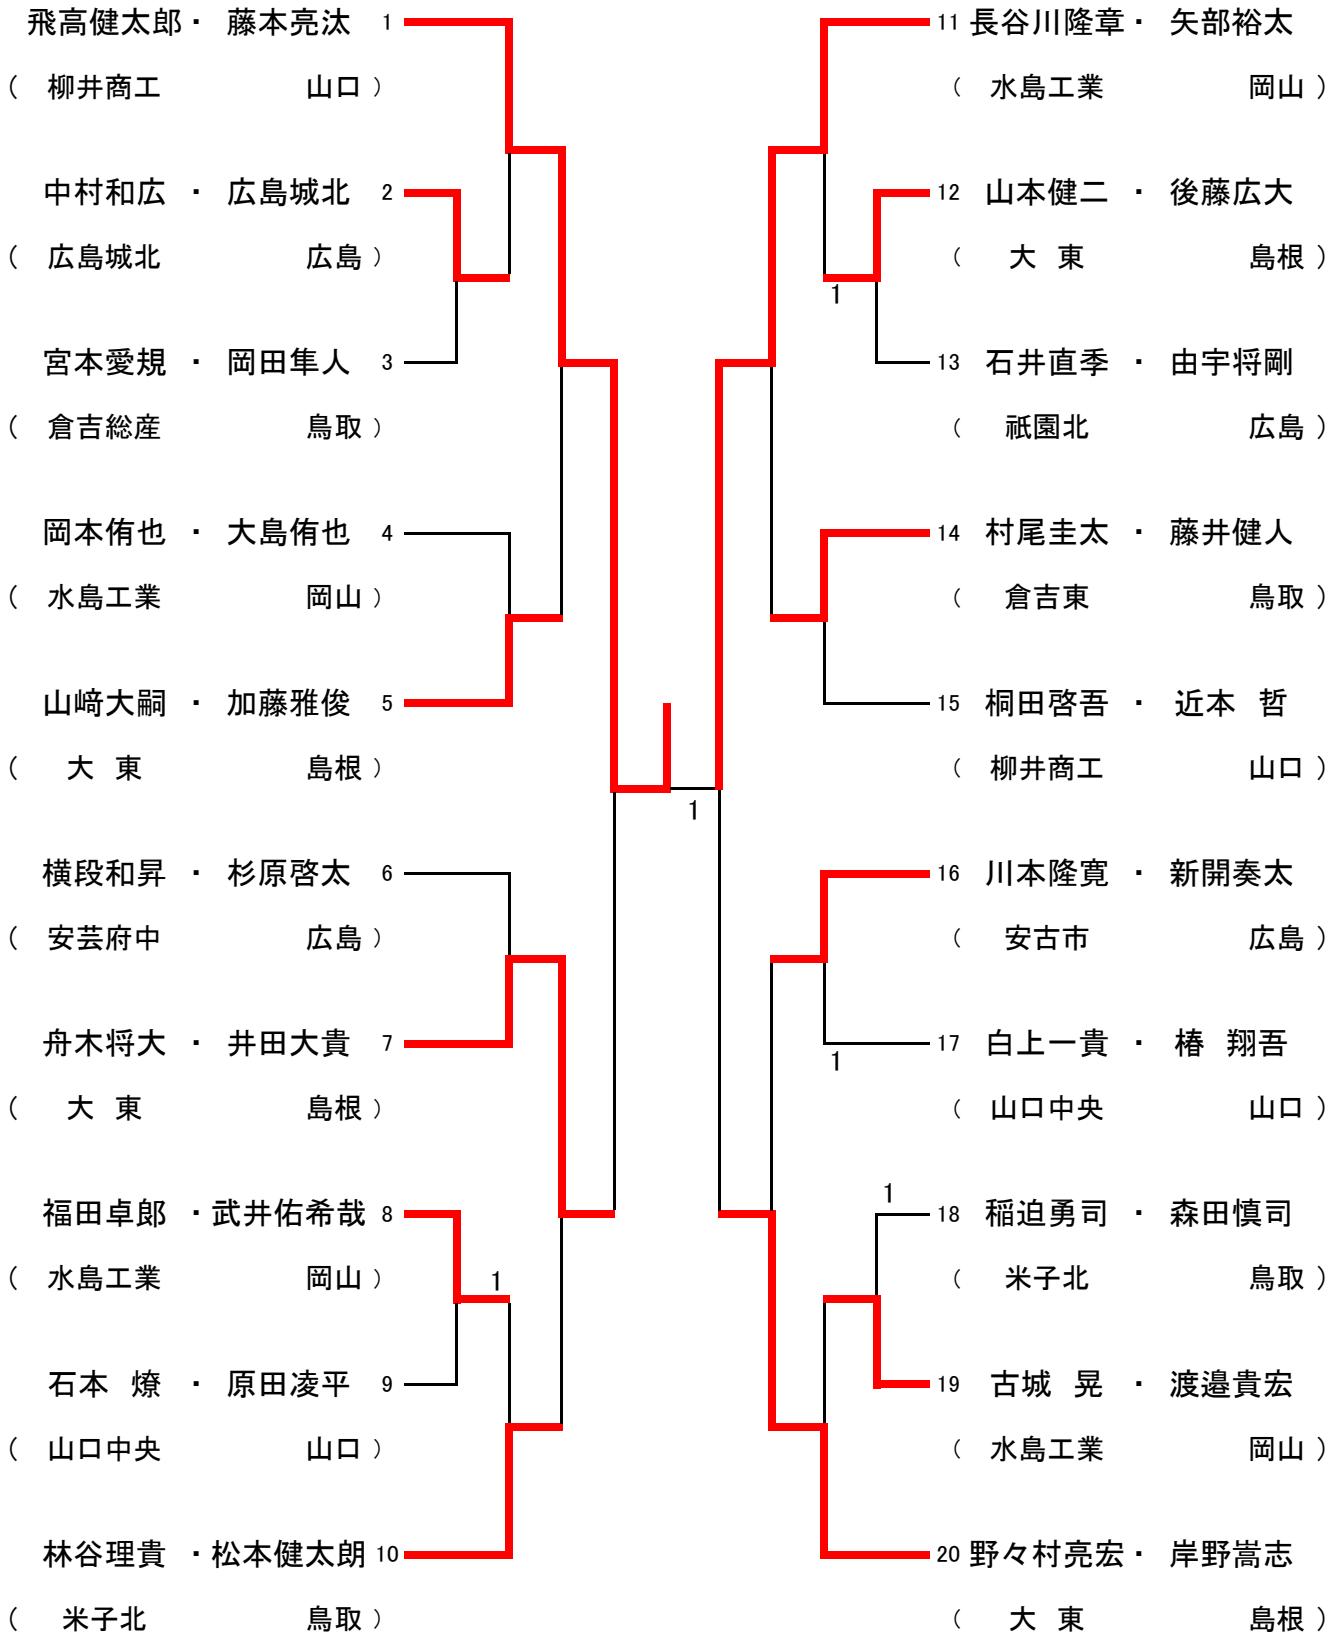 飛高健太郎・ 藤本亮汰 1
( 柳井商工 山口 )
中村和広 ・ 広島城北 2
( 広島城北 広島 )
宮本愛規 ・ 岡田隼人 3
( 倉吉総産 鳥取 )
岡本侑也 ・ 大島侑也 4
( 水島工業 岡山 )
山﨑大嗣 ・ 加藤雅俊 5
( 大 東 島根 )
横段和昇 ・ 杉原啓太 6
( 安芸府中 広島 )
舟木将大 ・ 井田大貴 7
( 大 東 島根 )
福田卓郎 ・武井佑希哉 8
( 水島工業 岡山 )
1
石本 燎 ・ 原田凌平 9
( 山口中央 山口 )
林谷理貴 ・松本健太朗 10
( 米子北 鳥取 )
1
11 長谷川隆章・ 矢部裕太
( 水島工業 岡山 )
12 山本健二 ・ 後藤広大
( 大 東 島根 )
1
13 石井直季 ・ 由宇将剛
( 祇園北 広島 )
14 村尾圭太 ・ 藤井健人
( 倉吉東 鳥取 )
15 桐田啓吾 ・ 近本 哲
( 柳井商工 山口 )
16 川本隆寛 ・ 新開奏太
( 安古市 広島 )
17 白上一貴 ・ 椿 翔吾
1
( 山口中央 山口 )
1
18 稲迫勇司 ・ 森田慎司
( 米子北 鳥取 )
19 古城 晃 ・ 渡邉貴宏
( 水島工業 岡山 )
20 野々村亮宏・ 岸野嵩志
( 大 東 島根 )